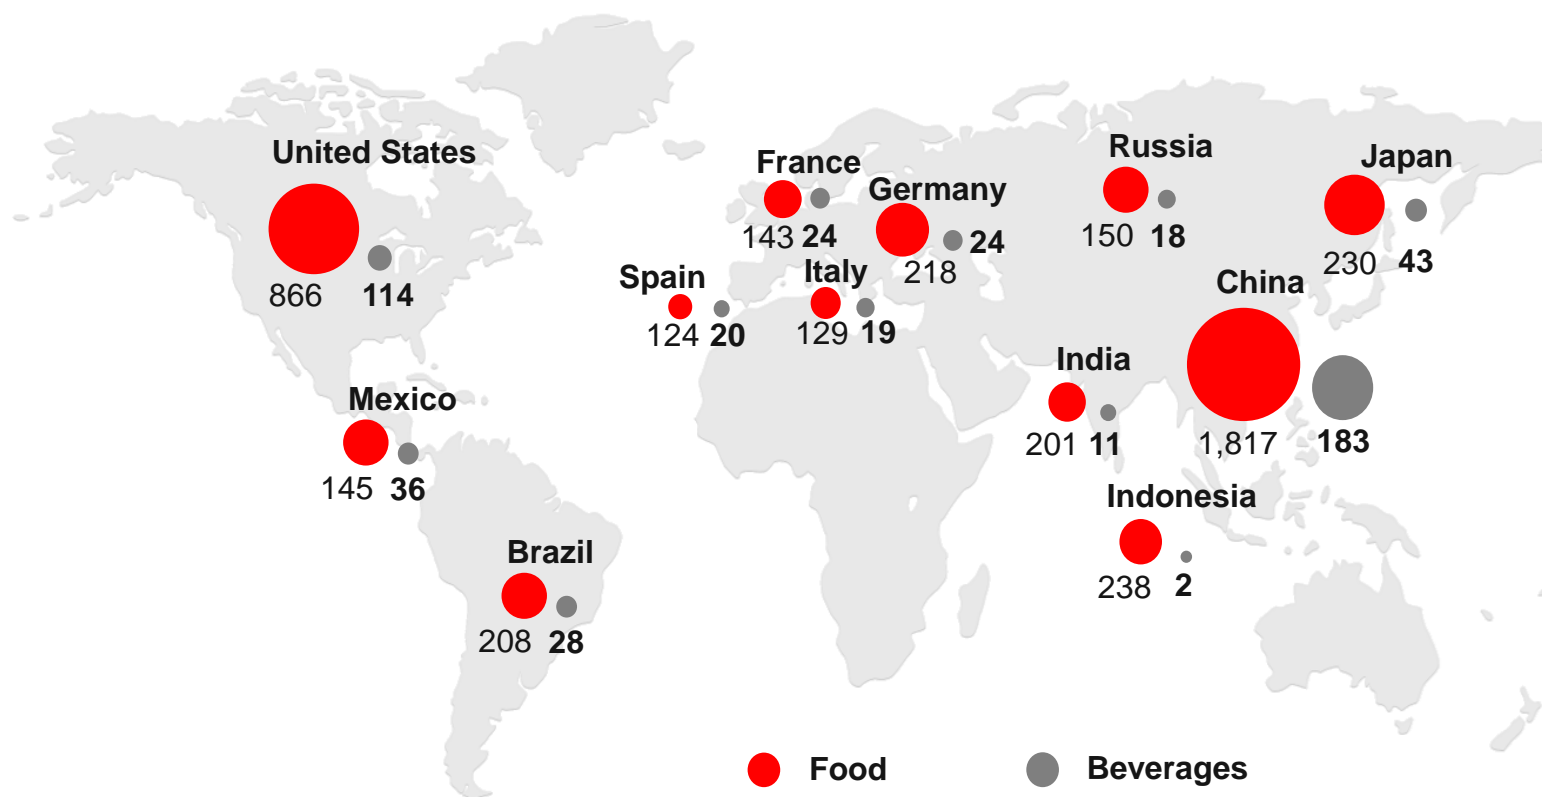 United States
866 114
Mexico
145 36
Brazil
208 28
France
143 24
Germany
24
218
Spain
124 20
Italy
129 19
Russia
150 18
Japan
230 43
China
1,817 183
India
201 11
Indonesia
238 2
Food
Beverages